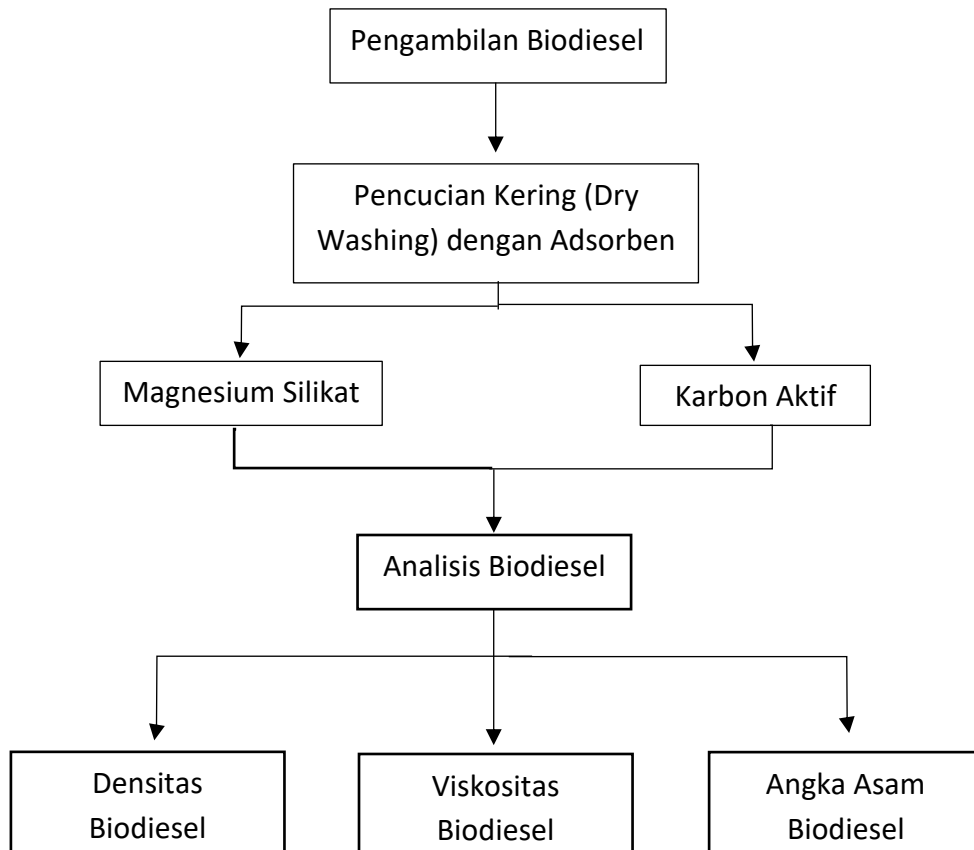 Pengambilan Biodiesel
Pencucian Kering (Dry
Washing) dengan Adsorben
Magnesium Silikat
Karbon Aktif
Analisis Biodiesel
Densitas
Biodiesel
Viskositas
Biodiesel
Angka Asam
Biodiesel